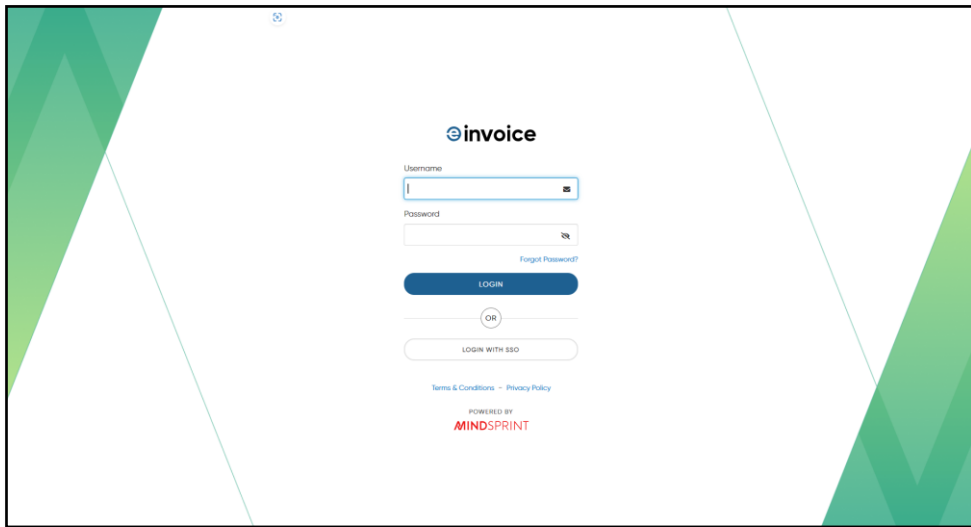 einvoice
Username
Password
Forgot Password?
LOGIN
OR
LOGIN WITH SSO
Terms & Conditions - Privacy Policy
POWERED BY
MINDSPRINT